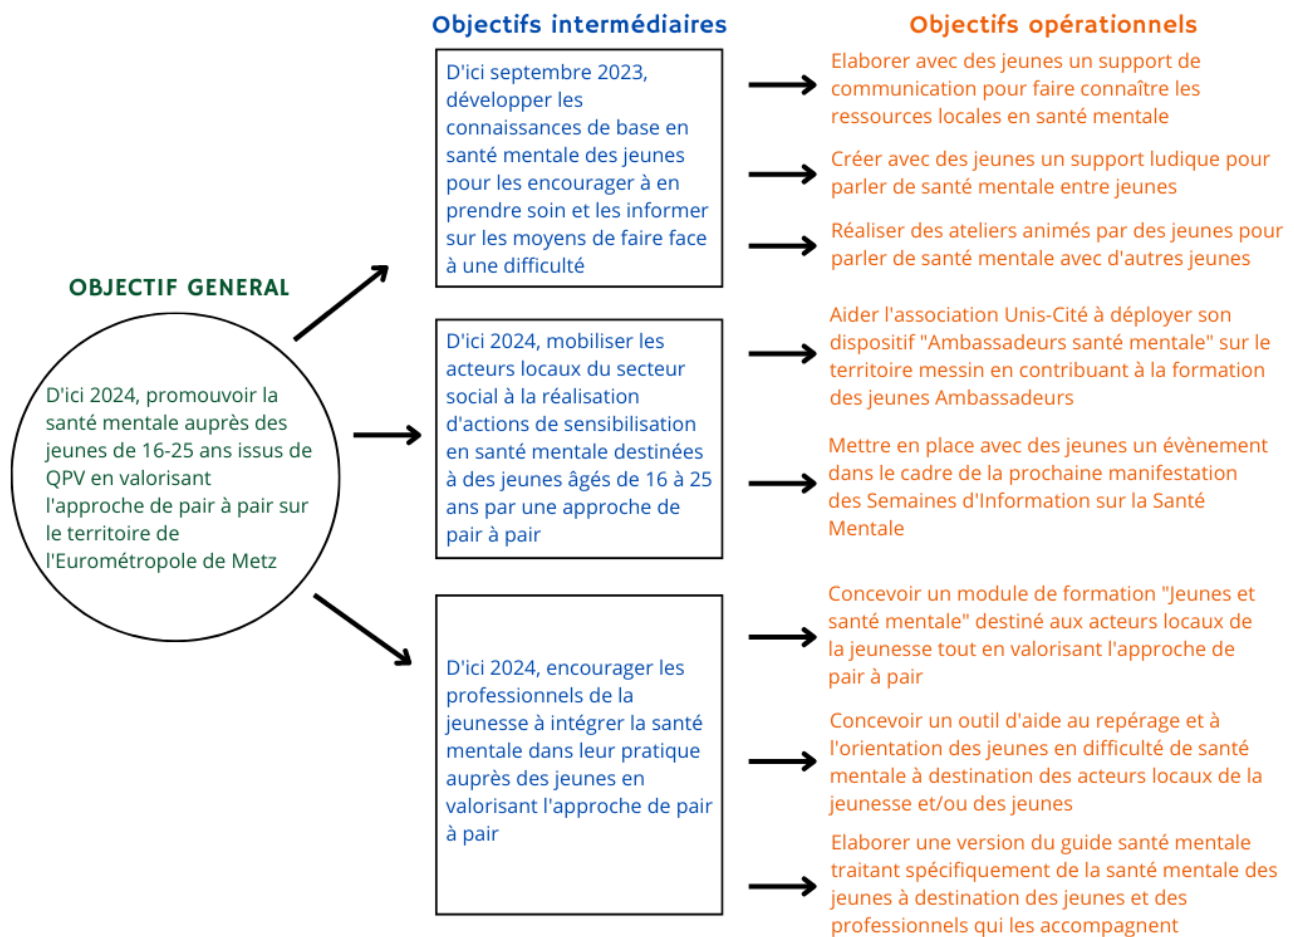 Objectifs intermédiaires
Objectifs opérationnels
OBJECTIF GENERAL
D'ici 2024, promouvoir la
santé mentale auprès des
jeunes de 16-25 ans issus de
QPV en valorisant
l'approche de pair à pair sur
le territoire de
l'Eurométropole de Metz
D'ici septembre 2023,
développer les
connaissances de base en
santé mentale des jeunes
pour les encourager à en
prendre soin et les informer
sur les moyens de faire face
à une difficulté
Elaborer avec des jeunes un support de
communication pour faire connaître les
ressources locales en santé mentale
Créer avec des jeunes un support ludique pour
parler de santé mentale entre jeunes
Réaliser des ateliers animés par des jeunes pour
parler de santé mentale avec d'autres jeunes
D'ici 2024, mobiliser les
acteurs locaux du secteur
social à la réalisation
d'actions de sensibilisation
en santé mentale destinées
à des jeunes âgés de 16 à 25
ans par une approche de
pair à pair
Aider l'association Unis-Cité à déployer son
dispositif "Ambassadeurs santé mentale" sur le
territoire messin en contribuant à la formation
des jeunes Ambassadeurs
Mettre en place avec des jeunes un évènement
dans le cadre de la prochaine manifestation
des Semaines d'Information sur la Santé
Mentale
D'ici 2024, encourager les
professionnels de la
jeunesse à intégrer la santé
mentale dans leur pratique
auprès des jeunes en
valorisant l'approche de pair
à pair
Concevoir un module de formation "Jeunes et
santé mentale" destiné aux acteurs locaux de
la jeunesse tout en valorisant l'approche de
pair à pair
Concevoir un outil d'aide au repérage et à
l'orientation des jeunes en difficulté de santé
mentale à destination des acteurs locaux de la
jeunesse et/ou des jeunes
Elaborer une version du guide santé mentale
traitant spécifiquement de la santé mentale des
jeunes à destination des jeunes et des
professionnels qui les accompagnent